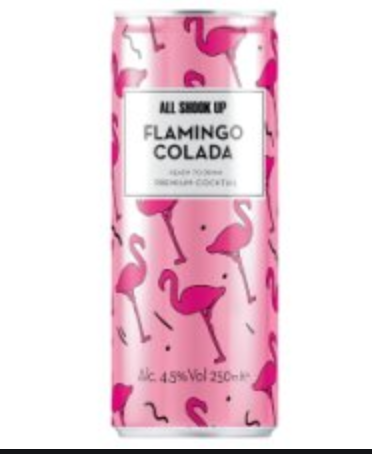 ALL SHOOK UP
FLAMINGO
COLADA
READY TO DRINK
PREMIUM COCKTAIL
Alc. 4.5% Vol 250ml e